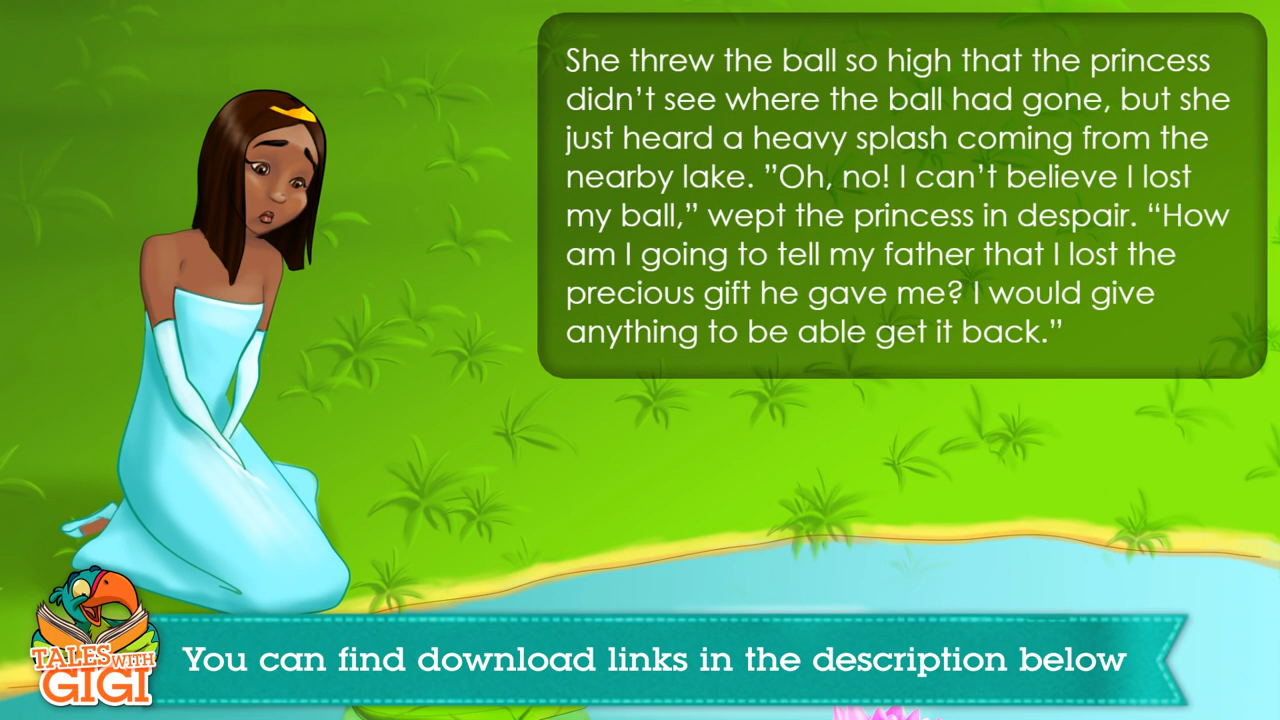 She threw the ball so high that the princess
didn’t see where the ball had gone, but she
just heard a heavy splash coming from the
nearby lake. ”Oh, no! I can’t believe I lost
my ball,” wept the princess in despair. “How
am I going to tell my father that I lost the
precious gift he gave me? I would give
anything to be able get it back.”
TALES WITH
GIGI
You can find download links in the description below